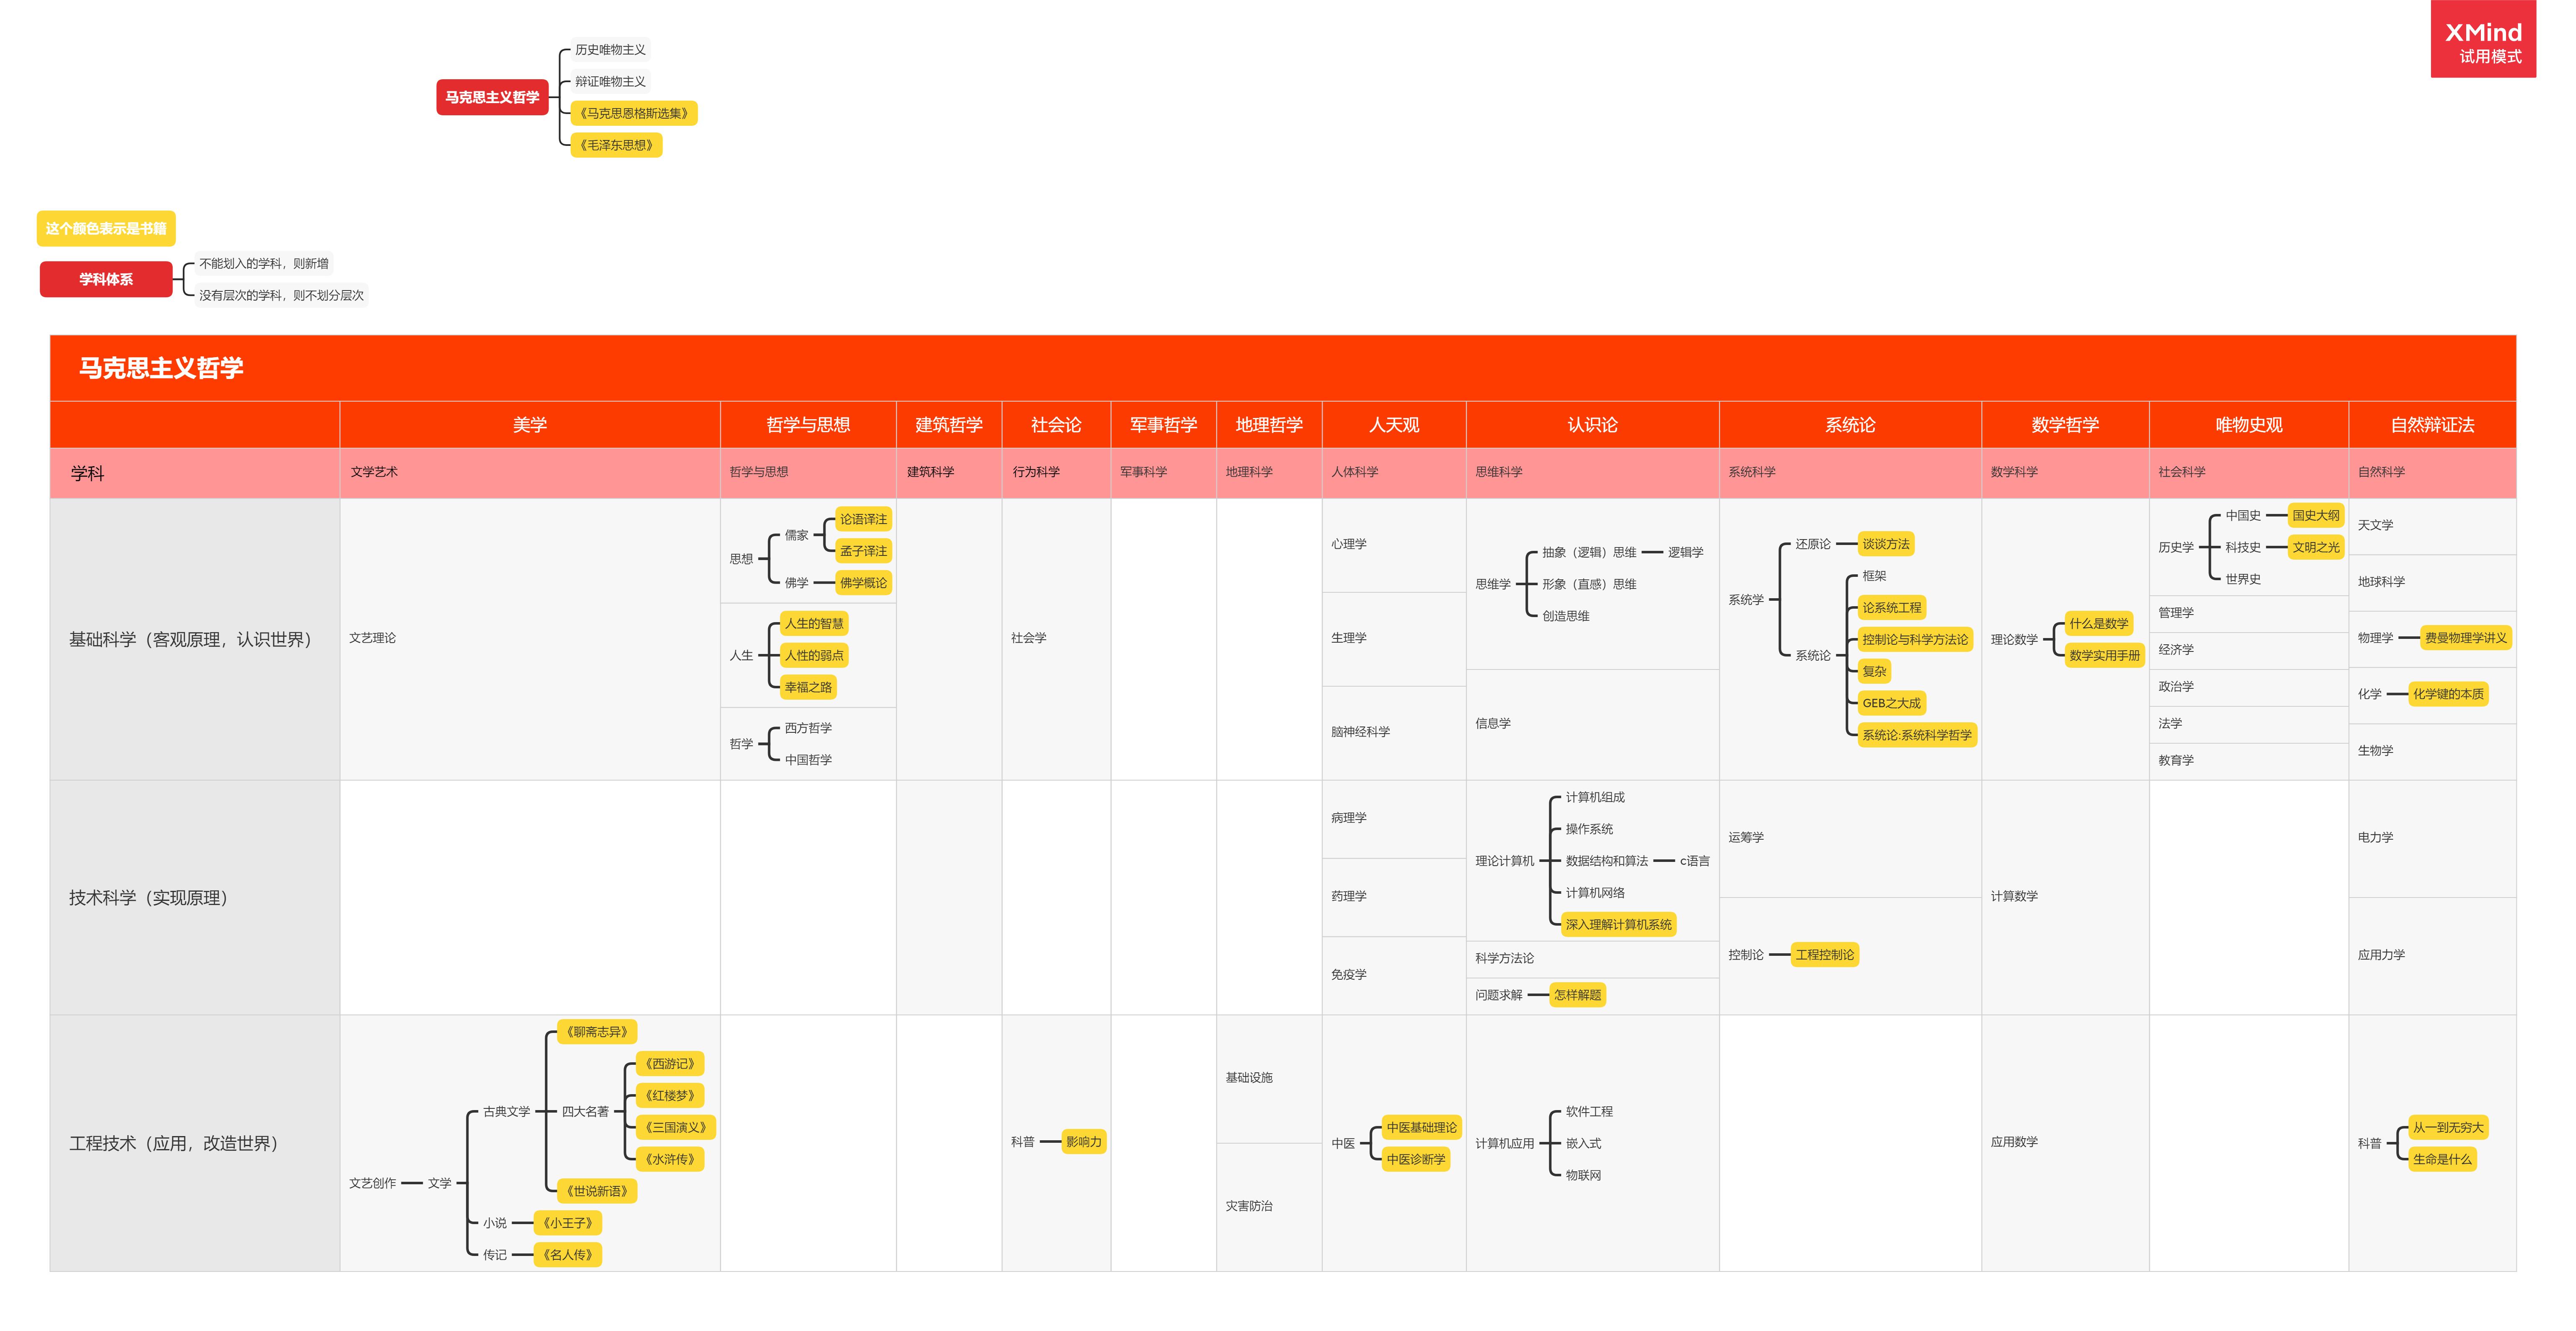 XMind
试用模式
马克思主义哲学
历史唯物主义
辩证唯物主义
《马克思恩格斯选集》
《毛泽东思想》
这个颜色表示是书籍
学科体系
不能划入的学科，则新增
没有层次的学科，则不划分层次
马克思主义哲学
美学 哲学与思想 建筑哲学 社会论 军事哲学 地理哲学 人天观 认识论 系统论 数学哲学 唯物史观 自然辩证法
学科 文学艺术 哲学与思想 建筑科学 行为科学 军事科学 地理科学 人体科学 思维科学 系统科学 数学科学 社会科学 自然科学
基础科学（客观原理，认识世界）
文艺理论
思想
儒家
论语译注
孟子译注
佛学
佛学概论
人生
人生的智慧
人性的弱点
幸福之路
哲学
西方哲学
中国哲学
社会学
心理学
生理学
脑神经科学
思维学
抽象（逻辑）思维
逻辑学
形象（直感）思维
创造思维
信息学
系统学
还原论
谈谈方法
系统论
框架
论系统工程
控制论与科学方法论
复杂
GEB之大成
系统论:系统科学哲学
理论数学
什么是数学
数学实用手册
历史学
中国史
国史大纲
科技史
文明之光
世界史
管理学
经济学
政治学
法学
教育学
天文学
地球科学
物理学
费曼物理学讲义
化学
化学键的本质
生物学
技术科学（实现原理）
病理学
药理学
免疫学
理论计算机
计算机组成
操作系统
数据结构和算法
c语言
计算机网络
深入理解计算机系统
科学方法论
问题求解
怎样解题
运筹学
控制论
工程控制论
计算数学
电力学
应用力学
工程技术（应用，改造世界）
文艺创作
文学
古典文学
《聊斋志异》
四大名著
《西游记》
《红楼梦》
《三国演义》
《水浒传》
《世说新语》
小说
《小王子》
传记
《名人传》
科普
影响力
基础设施
灾害防治
中医
中医基础理论
中医诊断学
计算机应用
软件工程
嵌入式
物联网
应用数学
科普
从一到无穷大
生命是什么